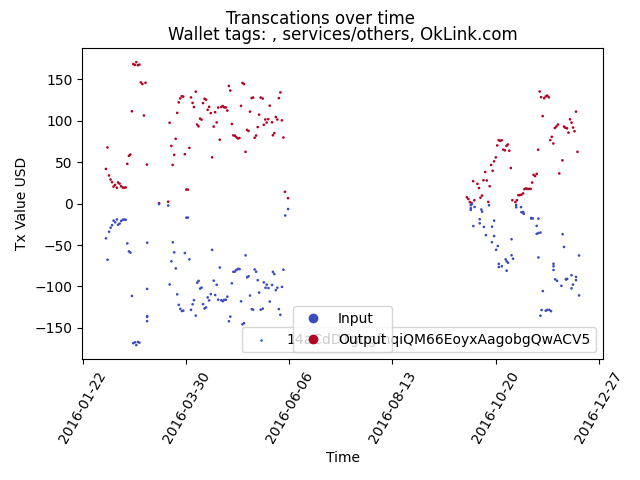 Transcations over time
Wallet tags: , services/others, OkLink.com
Tx Value USD
150
100
50
0
−50
−100
−150
Input
Output
2016-01-22
2016-03-30
2016-06-06
2016-08-13
2016-10-20
2016-12-27
Time